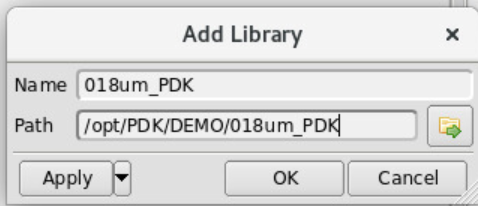 Add Library
Name 018um_PDK
Path /opt/PDK/DEMO/018um_PDK
Apply OK Cancel